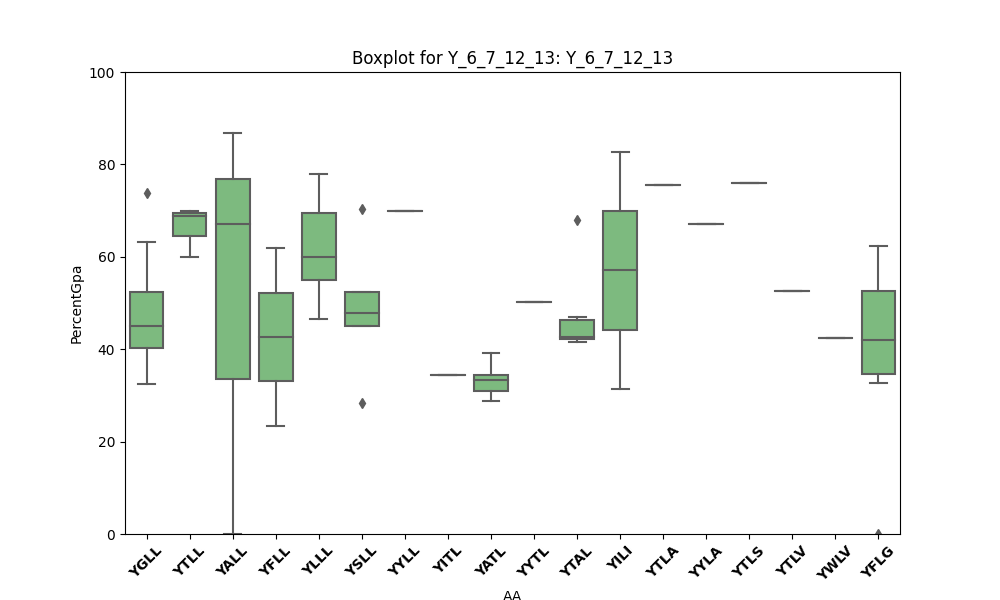 Boxplot for Y_6_7_12_13: Y_6_7_12_13
PercentGpa
100
80
60
40
20
0
YGLL YTLL YALL YFLL YLLL YSLL YYLL YITL YATL YYTL YTAL YILI YTLA YYLA YTLS YTLV YWLV YFLG
AA